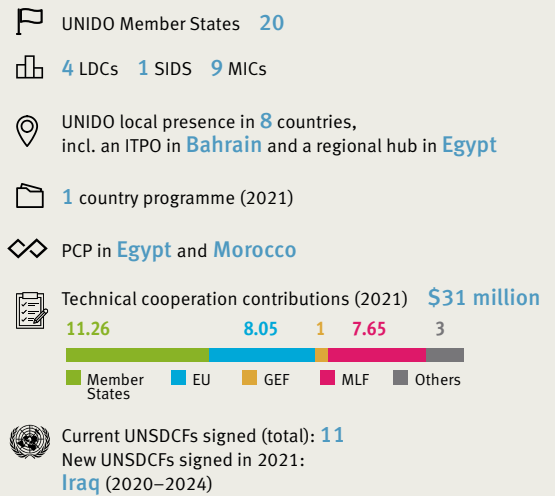 UNIDO Member States 20
4 LDCs 1 SIDS 9 MICs
UNIDO local presence in 8 countries,
incl. an ITPO in Bahrain and a regional hub in Egypt
1 country programme (2021)
PCP in Egypt and Morocco
Technical cooperation contributions (2021) $31 million
11.26 8.05 1 7.65 3
Member States EU GEF MLF Others
Current UNSDCFs signed (total): 11
New UNSDCFs signed in 2021:
Iraq (2020–2024)